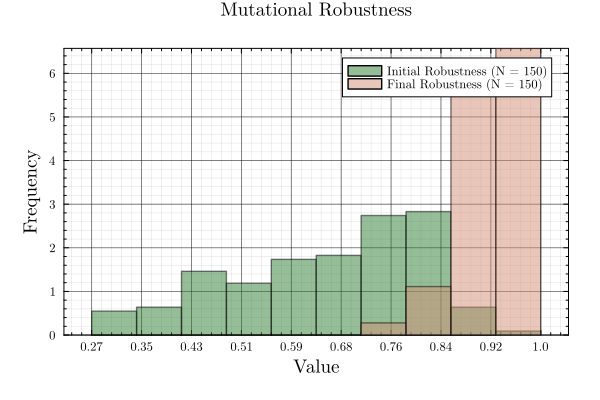 Mutational Robustness
Initial Robustness (N = 150)
Final Robustness (N = 150)
Frequency
6
5
4
3
2
1
0
0.27 0.35 0.43 0.51 0.59 0.68 0.76 0.84 0.92 1.0
Value